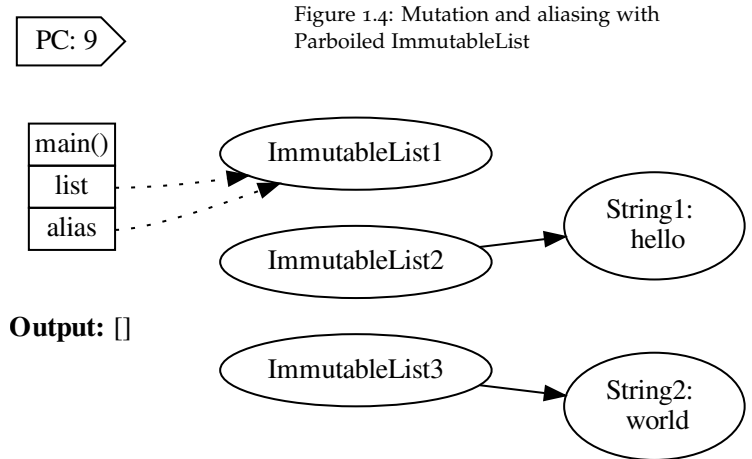 PC: 9
Figure 1.4: Mutation and aliasing with
Parboiled ImmutableList
main()
list
alias
ImmutableList1
ImmutableList2
String1:
hello
Output: []
ImmutableList3
String2:
world